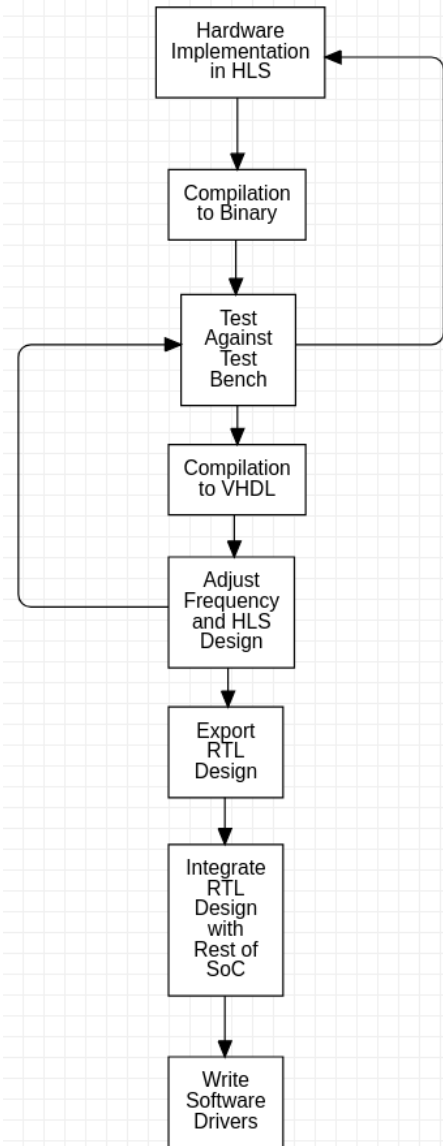 Hardware
Implementation
in HLS
Compilation
to Binary
Test
Against
Test
Bench
Compilation
to VHDL
Adjust
Frequency
and HLS
Design
Export
RTL
Design
Integrate
RTL
Design
with
Rest of
SoC
Write
Software
Drivers